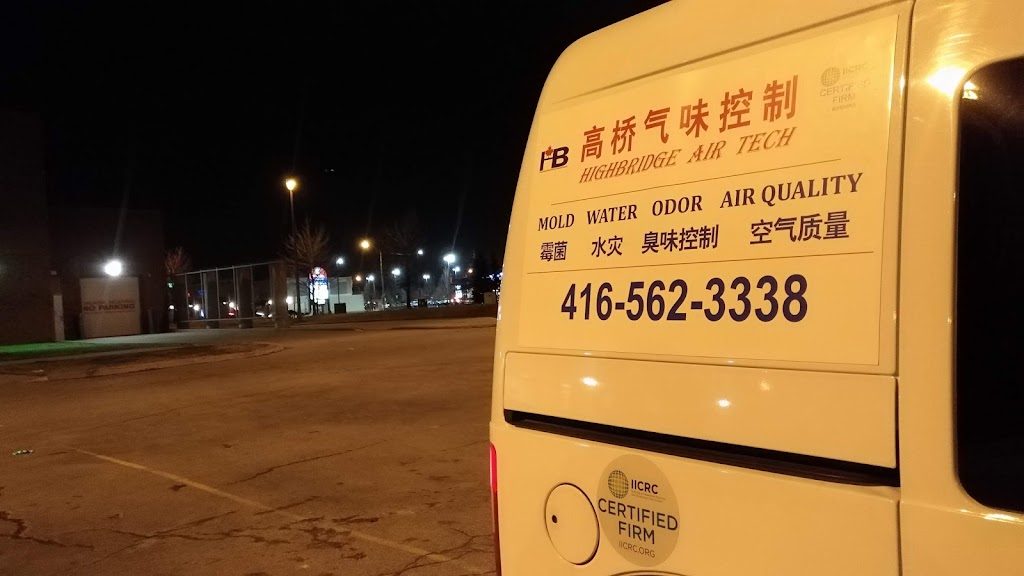 IICRC
CERTIFIED
FIRM
HB
高桥气味控制
HIGHBRIDGE AIR TECH
MOLD WATER ODOR AIR QUALITY
霉菌 水灾 臭味控制 空气质量
416-562-3338
IICRC
CERTIFIED
FIRM
IICRC.ORG
NO PARKING